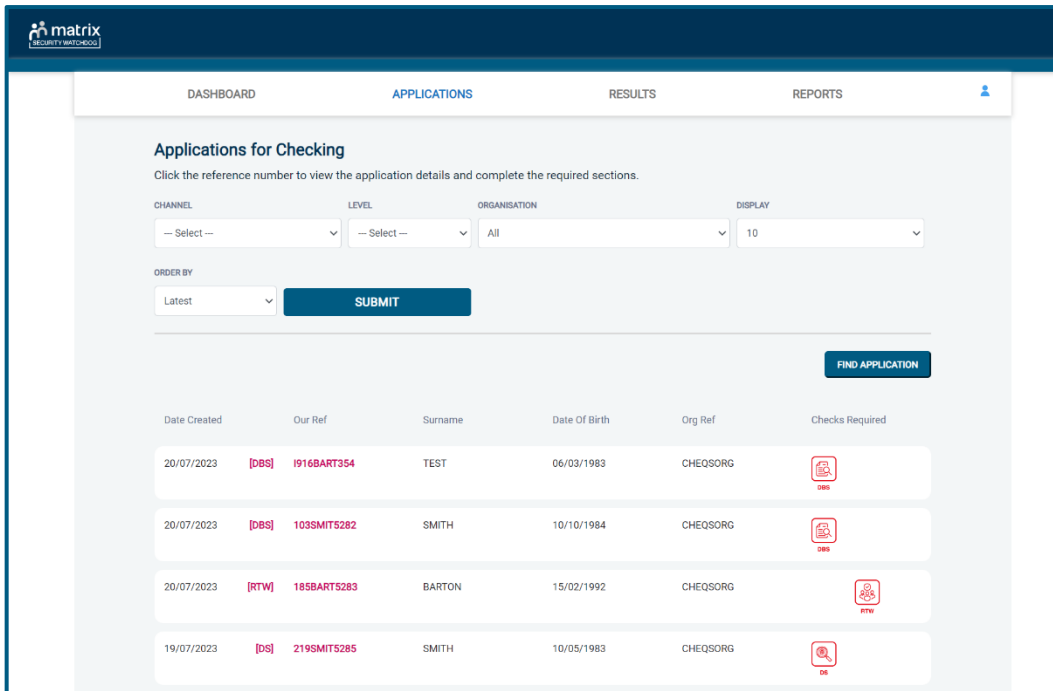 matrix
SECURITY WATCHDOG
DASHBOARD APPLICATIONS RESULTS REPORTS
Applications for Checking
Click the reference number to view the application details and complete the required sections.
CHANNEL LEVEL ORGANISATION DISPLAY
--- Select --- --- Select --- All 10
ORDER BY
Latest SUBMIT
FIND APPLICATION
Date Created Our Ref Surname Date Of Birth Org Ref Checks Required
20/07/2023 [DBS] I916BART354 TEST 06/03/1983 CHEQSORG
DBS
20/07/2023 [DBS] 103SMIT5282 SMITH 10/10/1984 CHEQSORG
DBS
20/07/2023 [RTW] 185BART5283 BARTON 15/02/1992 CHEQSORG
RTW
19/07/2023 [DS] 219SMIT5285 SMITH 10/05/1983 CHEQSORG
DS